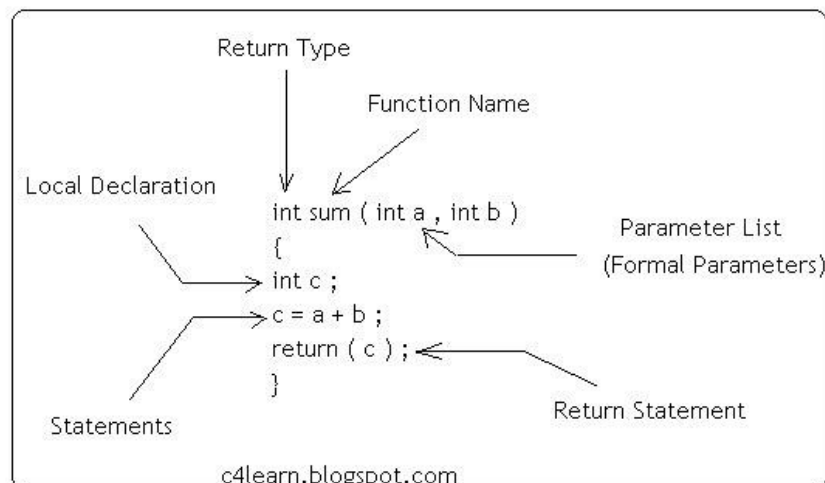 Return Type
Function Name
Local Declaration
int sum ( int a , int b )
Parameter List
(Formal Parameters)
{
int c ;
c = a + b ;
return ( c ) ;
}
Return Statement
Statements
c4learn.blogspot.com